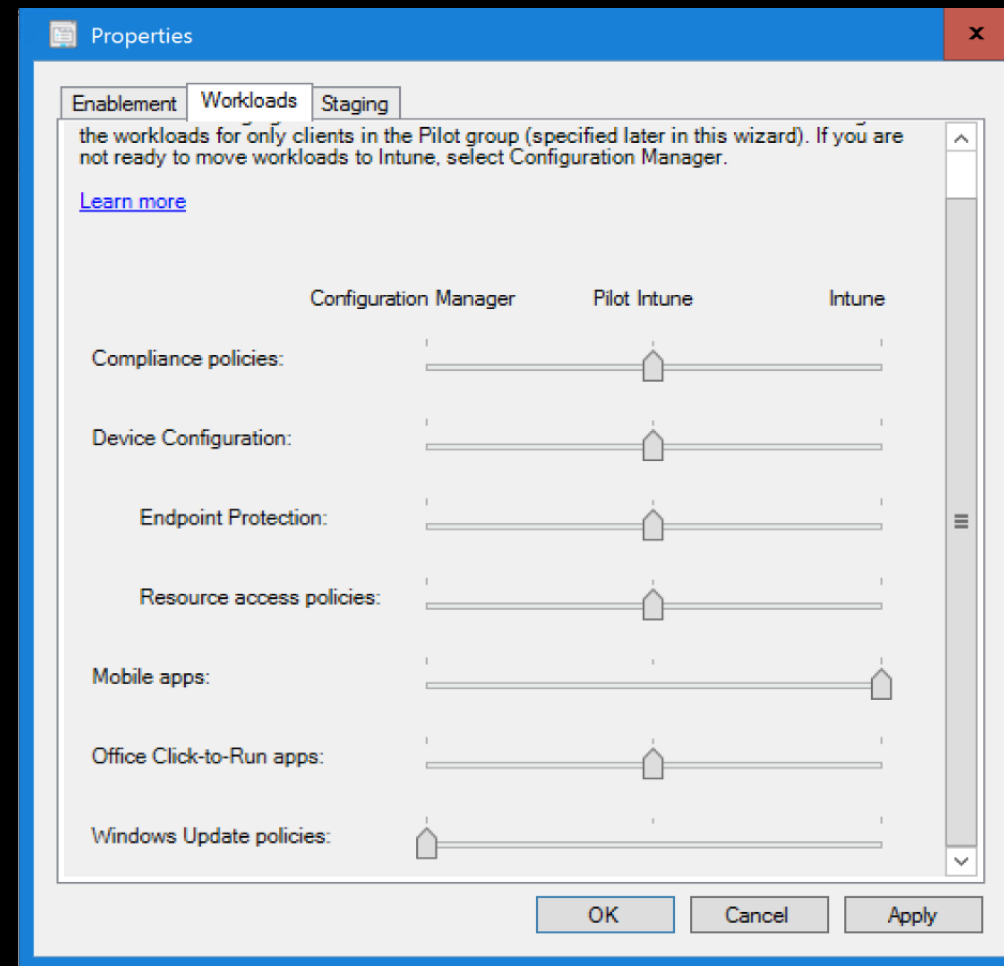 Properties
x
Enablement Workloads Staging
the workloads for only clients in the Pilot group (specified later in this wizard). If you are
not ready to move workloads to Intune, select Configuration Manager.
Learn more
Configuration Manager Pilot Intune Intune
Compliance policies:
Device Configuration:
Endpoint Protection:
Resource access policies:
Mobile apps:
Office Click-to-Run apps:
Windows Update policies:
OK Cancel Apply